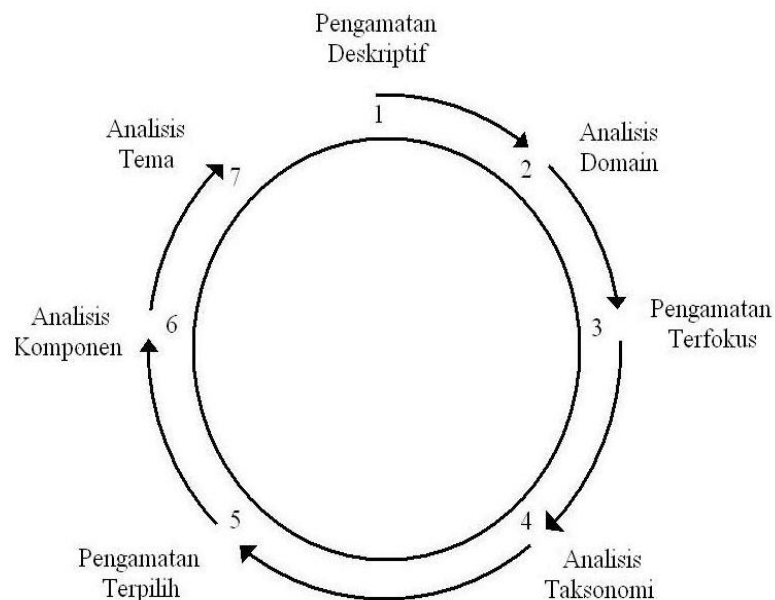 Pengamatan
Deskriptif
1
Analisis
Domain
2
Pengamatan
Terfokus
3
Analisis
Taksonomi
4
Pengamatan
Terpilih
5
Analisis
Komponen
6
Analisis
Tema
7